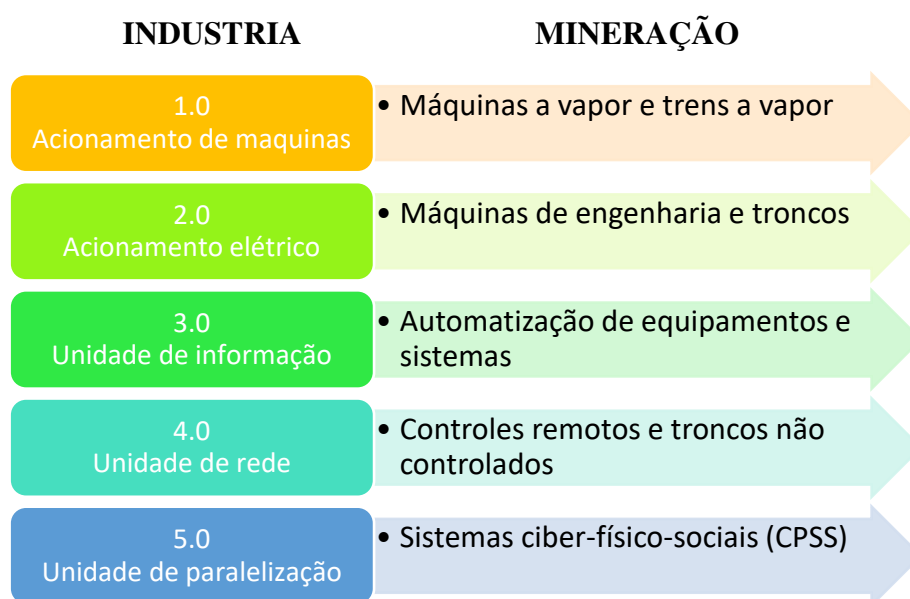 INDUSTRIA
MINERAÇÃO
1.0
Acionamento de maquinas
• Máquinas a vapor e trens a vapor
2.0
Acionamento elétrico
• Máquinas de engenharia e troncos
3.0
Unidade de informação
• Automatização de equipamentos e
sistemas
4.0
Unidade de rede
• Controles remotos e troncos não
controlados
5.0
Unidade de paralelização
• Sistemas ciber-físico-sociais (CPSS)